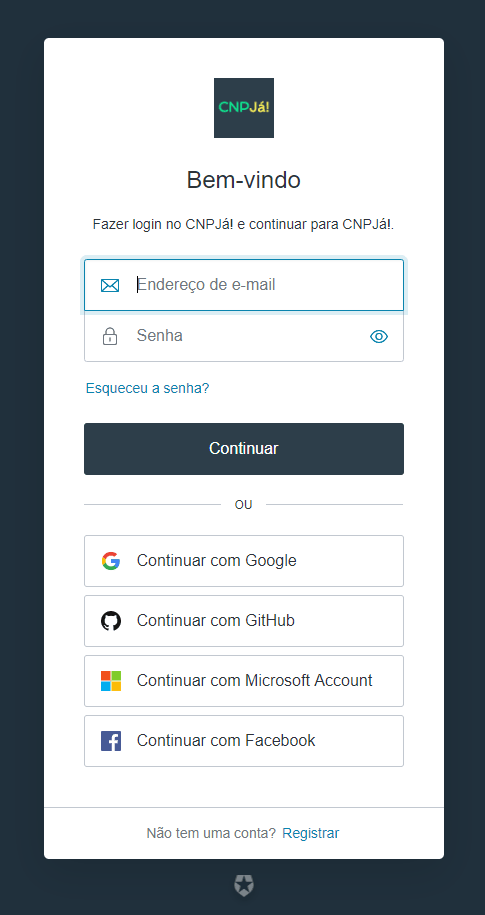 CNPJá!
Bem-vindo
Fazer login no CNPJá! e continuar para CNPJá!.
Endereço de e-mail
Senha
Esqueceu a senha?
Continuar
OU
Continuar com Google
Continuar com GitHub
Continuar com Microsoft Account
Continuar com Facebook
Não tem uma conta? Registrar